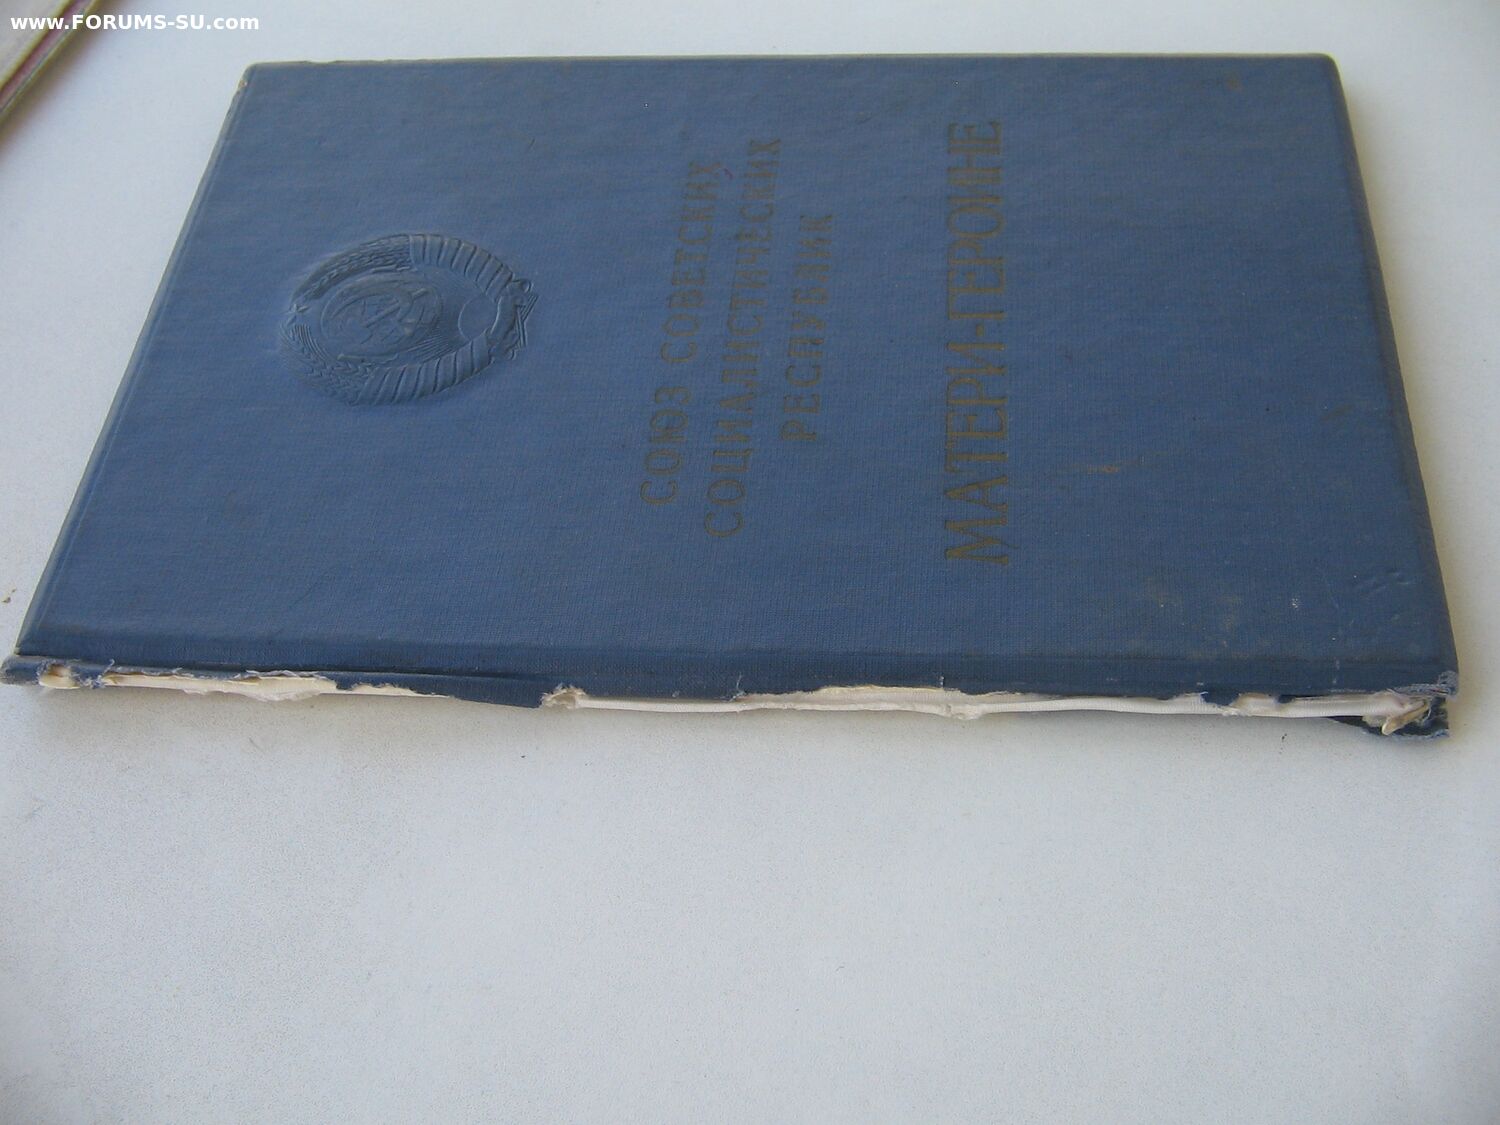 www.FORUMS-SU.com
СОЮЗ СОВЕТСКИХ
СОЦИАЛИСТИЧЕСКИХ
РЕСПУБЛИК
МАТЕРИ-ГЕРОИНЕ